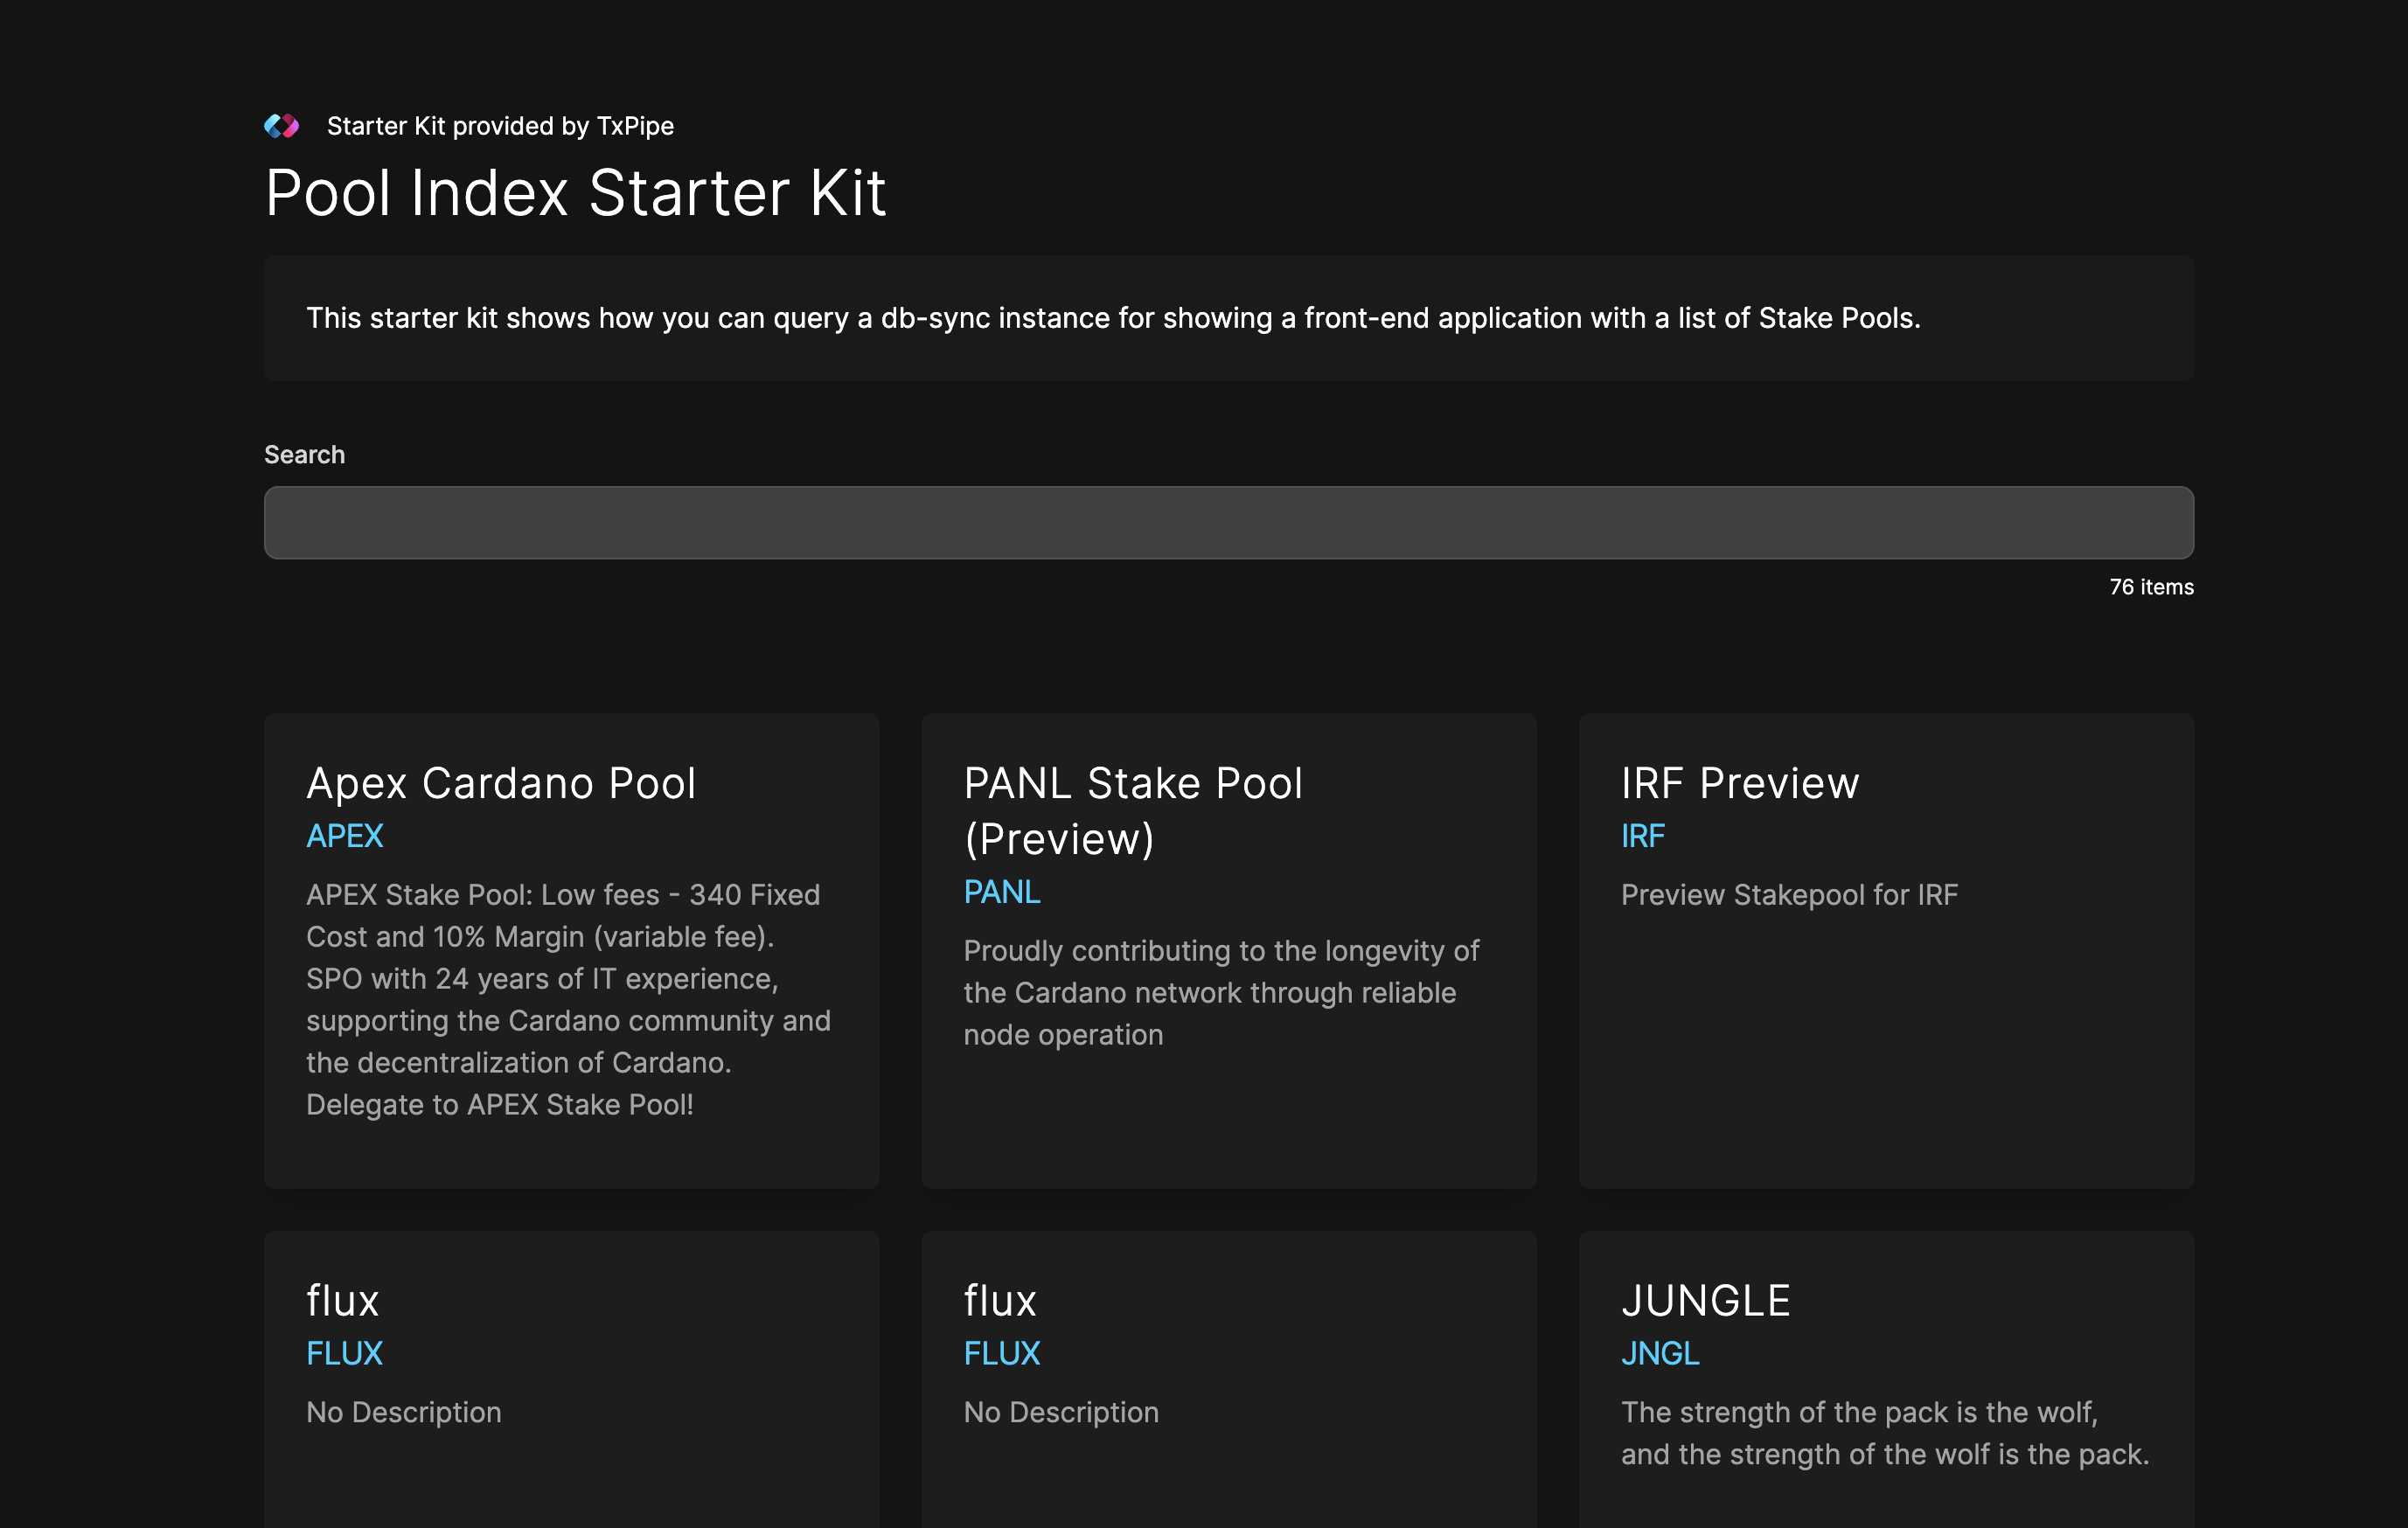 Starter Kit provided by TxPipe
Pool Index Starter Kit
This starter kit shows how you can query a db-sync instance for showing a front-end application with a list of Stake Pools.
Search
76 items
Apex Cardano Pool
APEX
APEX Stake Pool: Low fees - 340 Fixed
Cost and 10% Margin (variable fee).
SPO with 24 years of IT experience,
supporting the Cardano community and
the decentralization of Cardano.
Delegate to APEX Stake Pool!
PANL Stake Pool
(Preview)
PANL
Proudly contributing to the longevity of
the Cardano network through reliable
node operation
IRF Preview
IRF
Preview Stakepool for IRF
flux
FLUX
No Description
flux
FLUX
No Description
JUNGLE
JNGL
The strength of the pack is the wolf,
and the strength of the wolf is the pack.